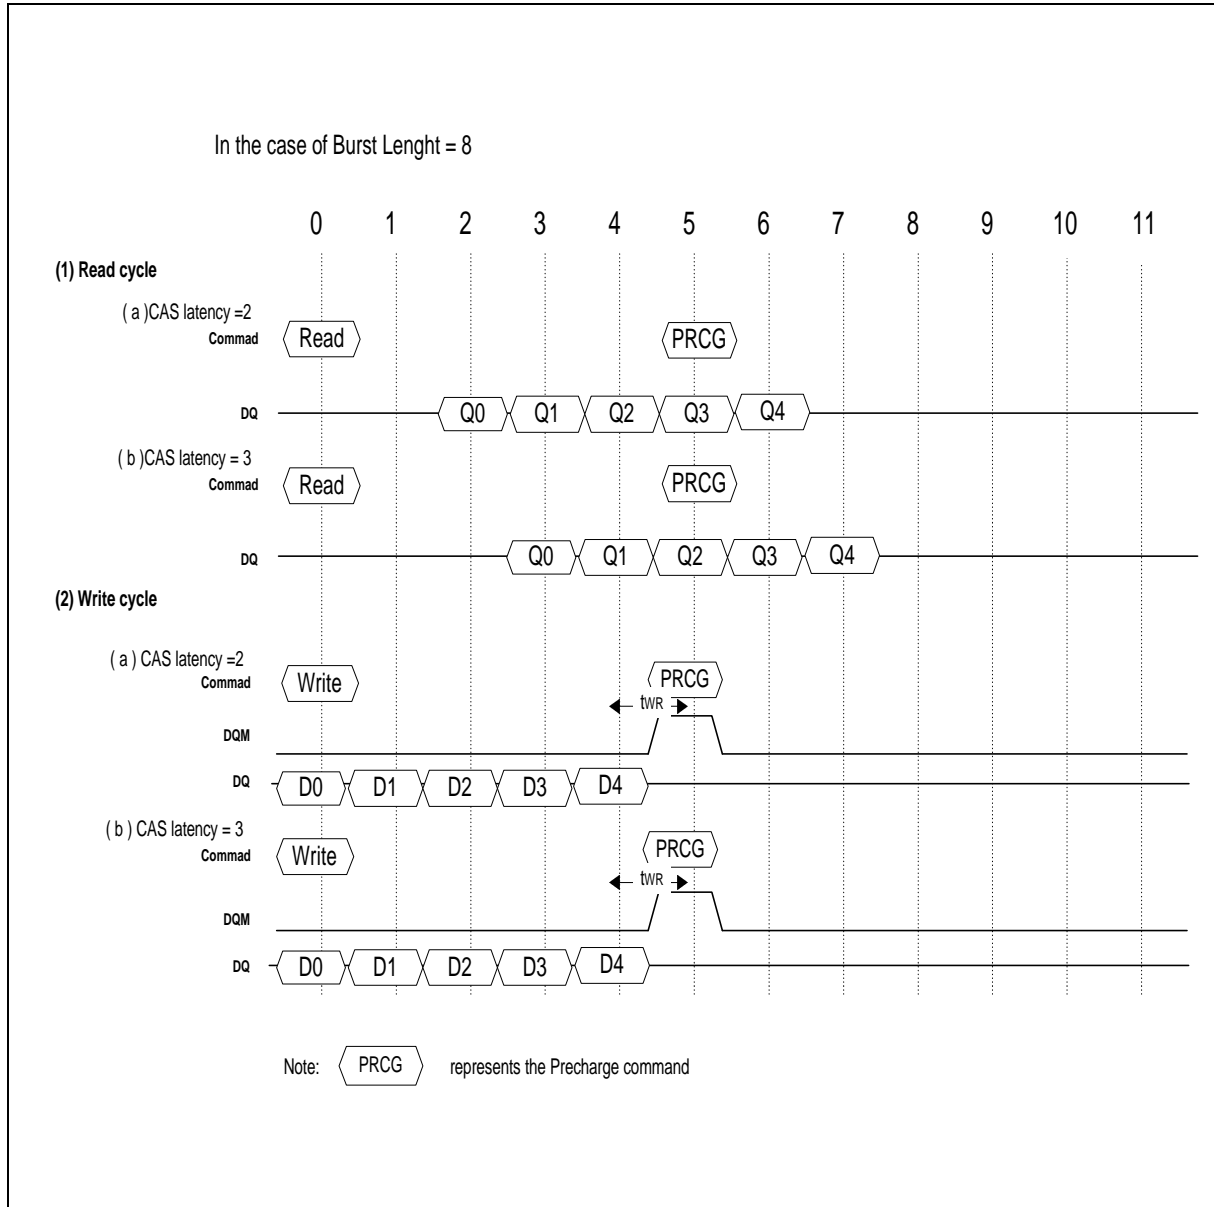 In the case of Burst Lenght = 8
0 1 2 3 4 5 6 7 8 9 10 11
(1) Read cycle
( a )CAS latency =2
Commad Read PRCG
DQ Q0 Q1 Q2 Q3 Q4
( b )CAS latency = 3
Commad Read PRCG
DQ Q0 Q1 Q2 Q3 Q4
(2) Write cycle
( a ) CAS latency =2
Commad Write PRCG
tWR
DQM
DQ D0 D1 D2 D3 D4
( b ) CAS latency = 3
Commad Write PRCG
tWR
DQM
DQ D0 D1 D2 D3 D4
Note: PRCG represents the Precharge command